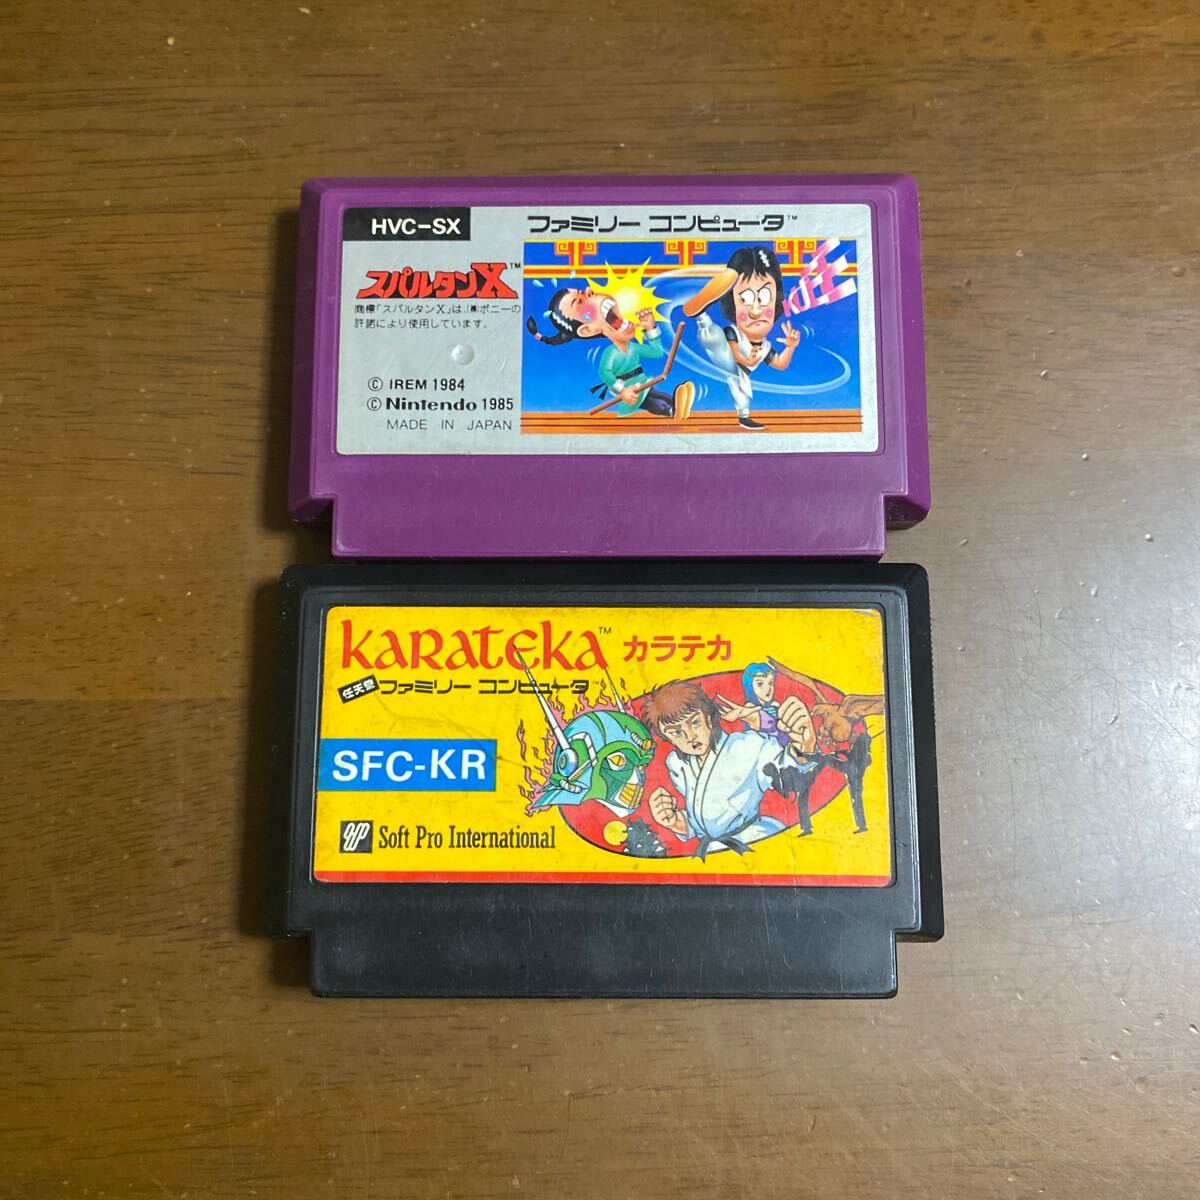 HVC-SX
ファミリー コンピュータ™
スパルタンX™
商標「スパルタンX」は、(株)ポニーの
許諾により使用しています。
© IREM 1984
© Nintendo 1985
MADE IN JAPAN
KARATEKA™ カラテカ
任天堂 ファミリー コンピュータ™
SFC-KR
Soft Pro International